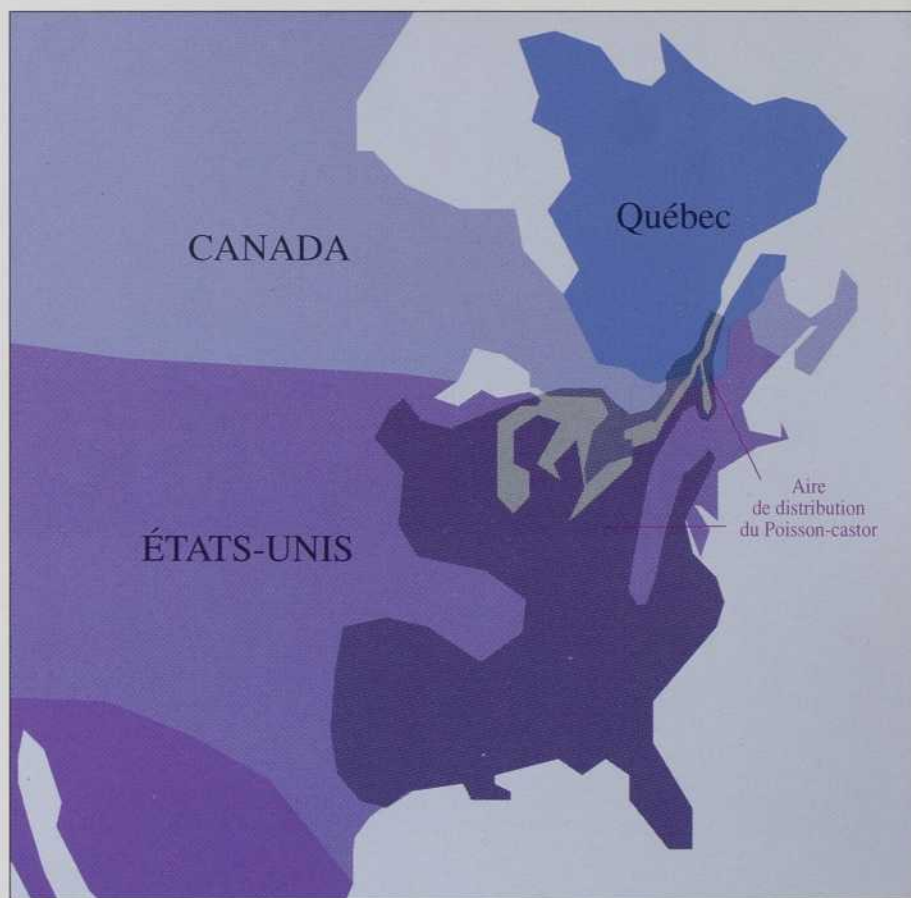 Québec
CANADA
Aire
de distribution
du Poisson-castor
ÉTATS-UNIS